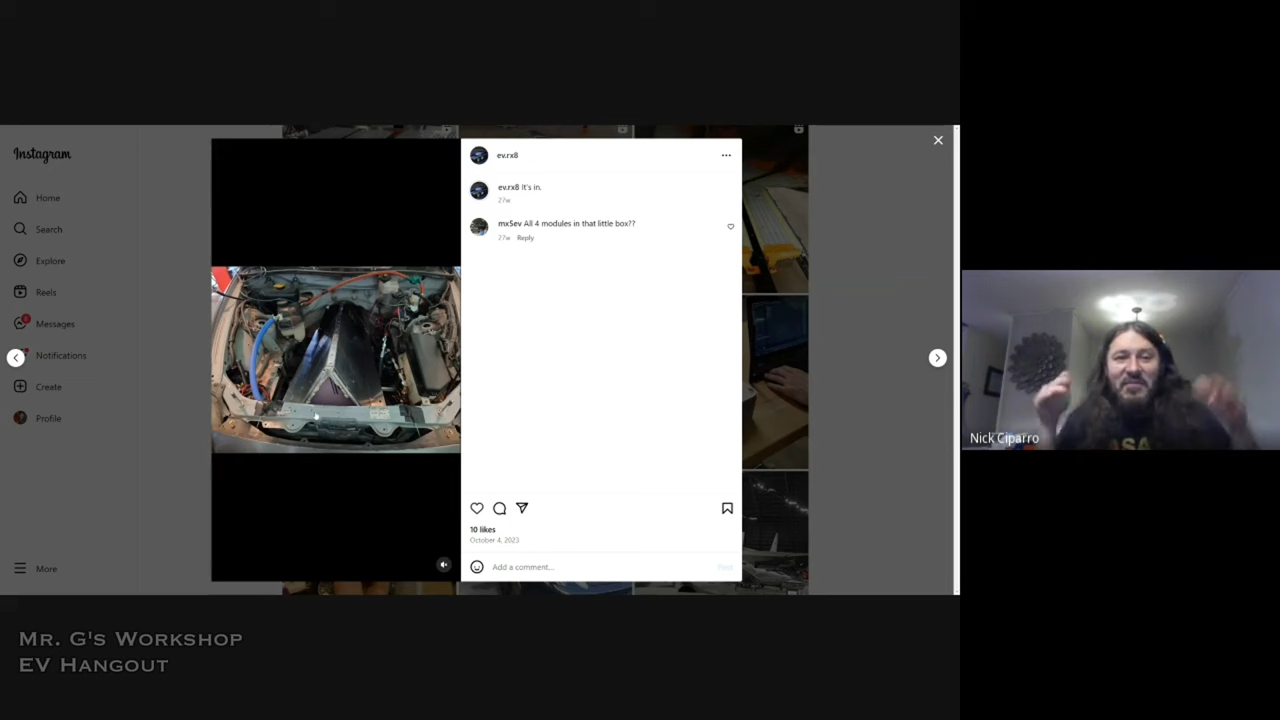 Instagram
Home
Search
Explore
Reels
Messages
Notifications
Create
Profile
More
ev.rx8
ev.rx8 It's in.
27w
mx5ev All 4 modules in that little box??
27w Reply
10 likes
October 4, 2023
Add a comment...
Post
Nick Ciparro
Mr. G's Workshop
EV Hangout